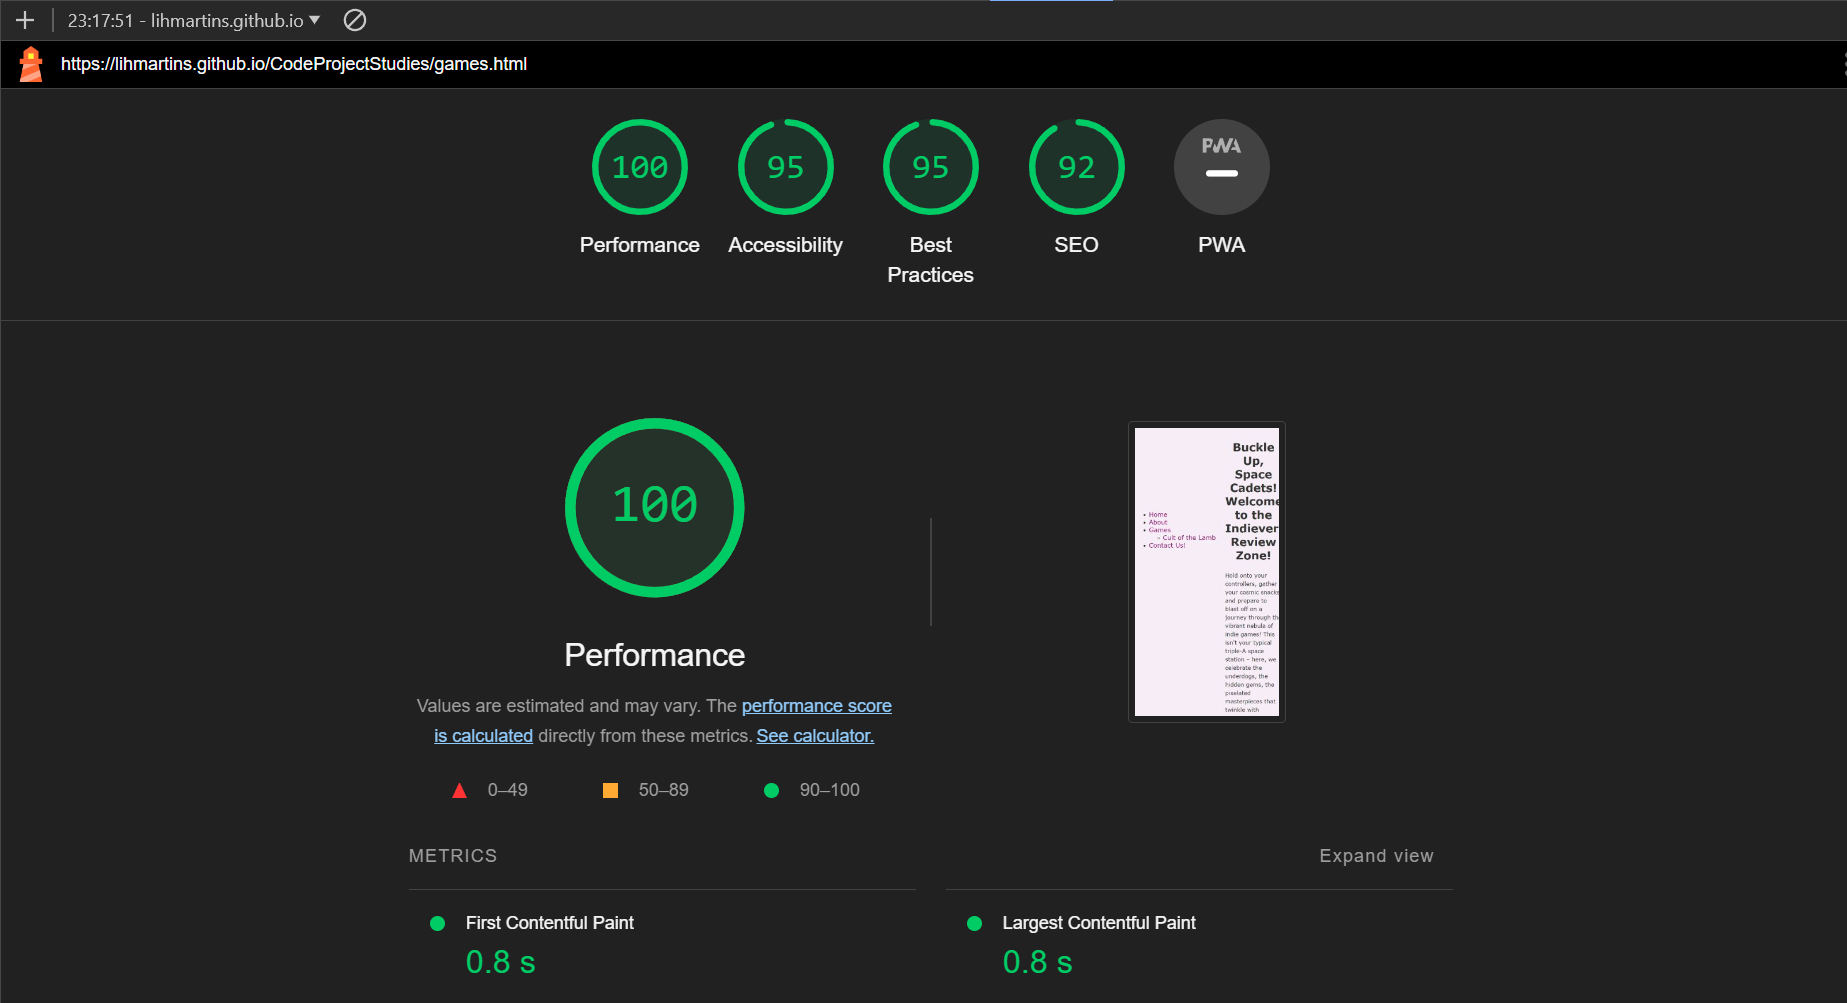 23:17:51 - lihmartins.github.io
https://lihmartins.github.io/CodeProjectStudies/games.html
100
95
95
92
PWA
Performance
Accessibility
Best
Practices
SEO
PWA
100
Performance
Values are estimated and may vary. The performance score
is calculated directly from these metrics. See calculator.
0–49
50–89
90–100
Buckle
Up,
Space
Cadets!
Welcome
to the
Indiever
Review
Zone!
Home
About
Games
Cult of the Lamb
Contact Us!
Hold onto your
controllers, gather
your cosmic snacks
and prepare to
blast off on a
journey through the
vibrant nebula of
indie games! This
isn't your typical
triple-A space
station – here, we
celebrate the
underdogs, the
hidden gems, the
pixelated
masterpieces that
twinkle with
METRICS
Expand view
First Contentful Paint
0.8 s
Largest Contentful Paint
0.8 s